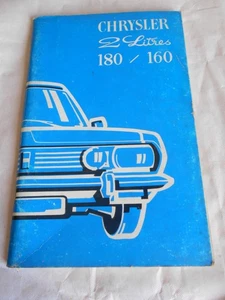 CHRYSLER
2 Litres
180 / 160